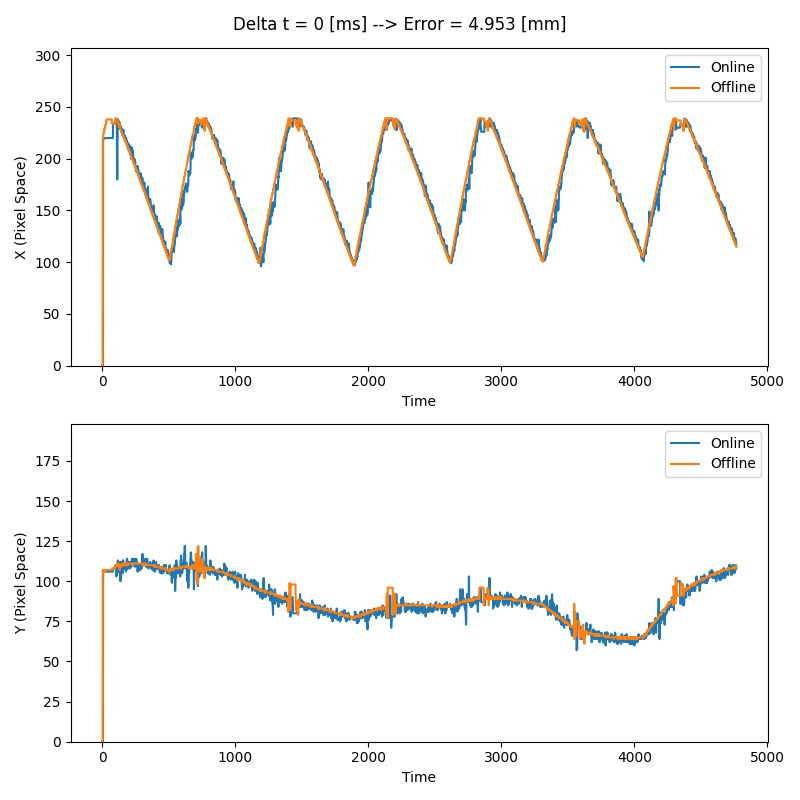 Delta t = 0 [ms] --> Error = 4.953 [mm]
300
250
200
150
100
50
0
X (Pixel Space)
Online
Offline
0 1000 2000 3000 4000 5000
Time
175
150
125
100
75
50
25
0
Y (Pixel Space)
Online
Offline
0 1000 2000 3000 4000 5000
Time